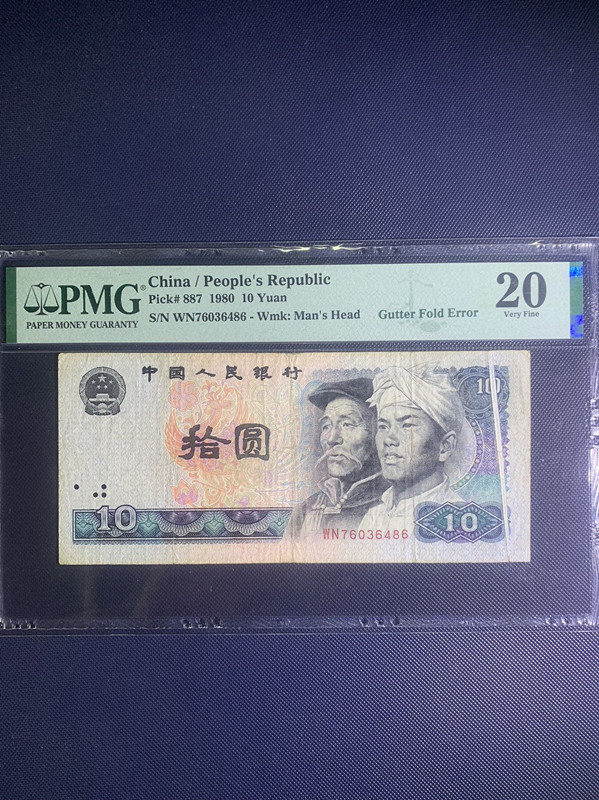 PMG®
PAPER MONEY GUARANTY
China / People's Republic
Pick# 887 1980 10 Yuan
S/N WN76036486 - Wmk: Man's Head
Gutter Fold Error
20
Very Fine
中国人民银行
10
拾圆
10
WN76036486
10